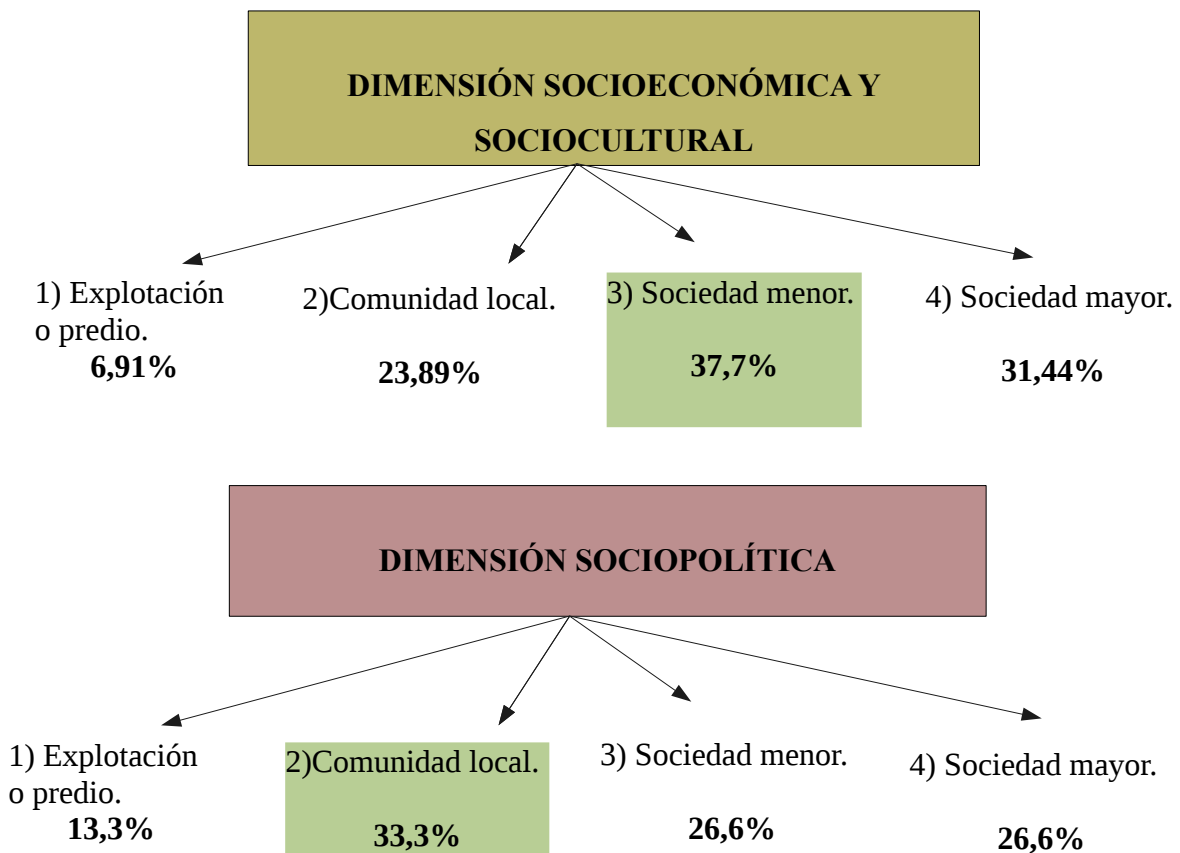 DIMENSIÓN SOCIOECONÓMICA Y
SOCIOCULTURAL
1) Explotación
o predio.
6,91%
2)Comunidad local.
23,89%
3) Sociedad menor.
37,7%
4) Sociedad mayor.
31,44%
DIMENSIÓN SOCIOPOLÍTICA
1) Explotación
o predio.
13,3%
2)Comunidad local.
33,3%
3) Sociedad menor.
26,6%
4) Sociedad mayor.
26,6%